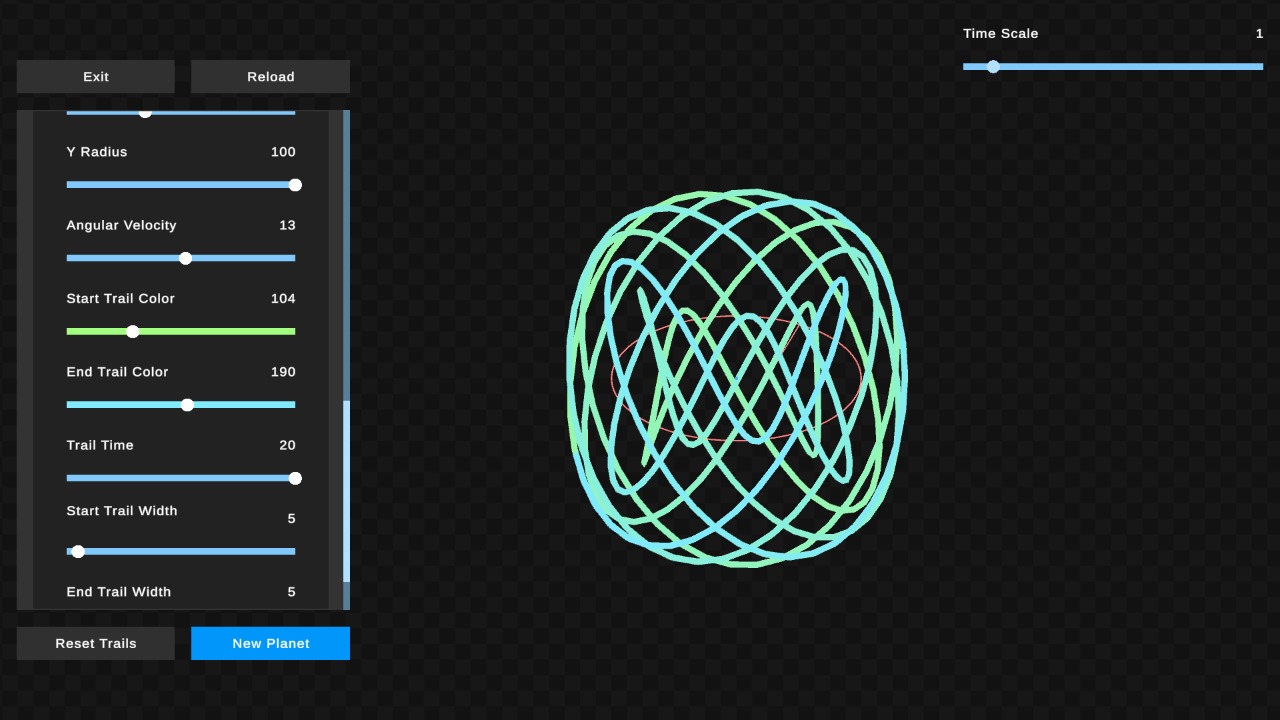 Time Scale 1
Exit Reload
Y Radius 100
Angular Velocity 13
Start Trail Color 104
End Trail Color 190
Trail Time 20
Start Trail Width 5
End Trail Width 5
Reset Trails New Planet